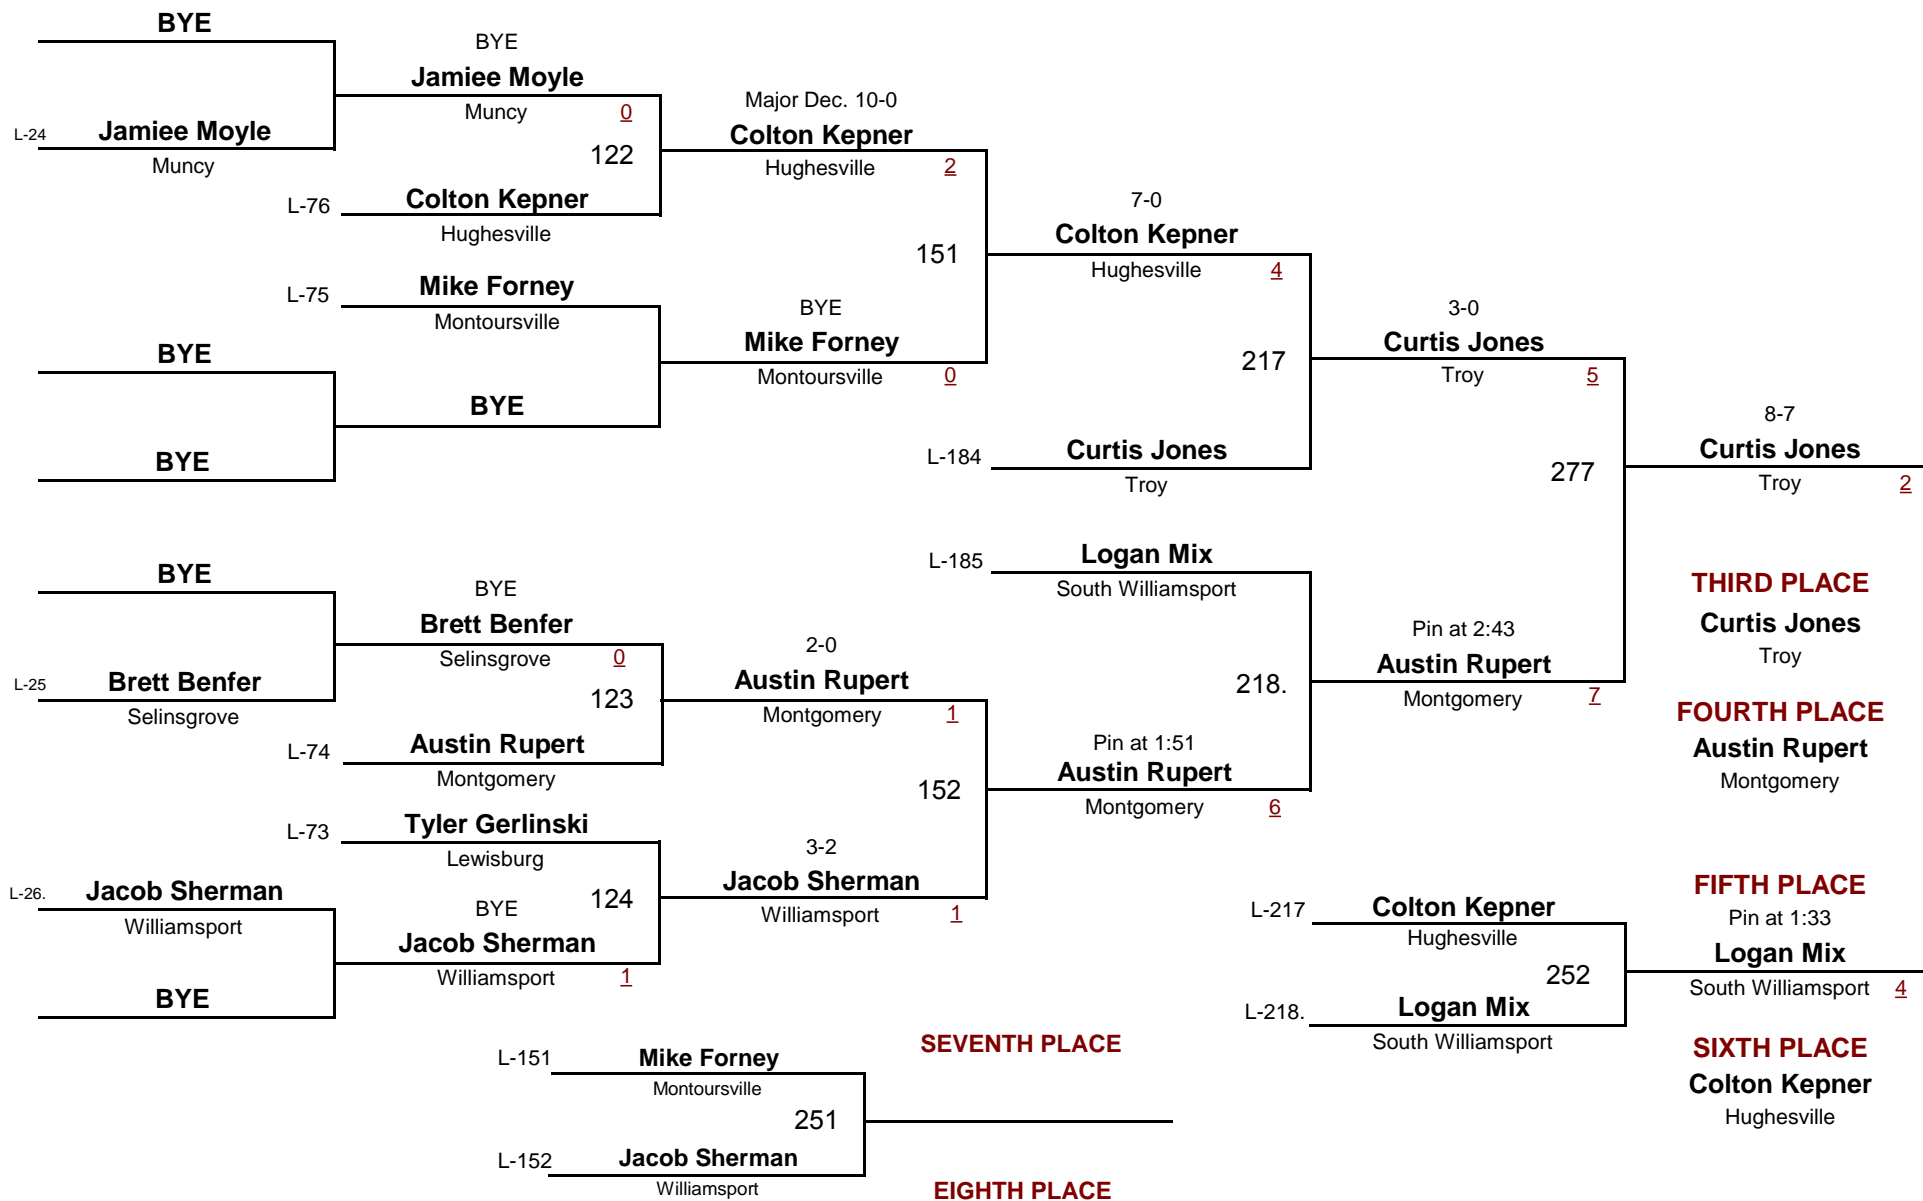 BYE
BYE
Jamiee Moyle
Muncy 0
L-24 Jamiee Moyle
Muncy
122
Major Dec. 10-0
Colton Kepner
Hughesville 2
L-76 Colton Kepner
Hughesville
151
7-0
Colton Kepner
Hughesville 4
L-75 Mike Forney
Montoursville
BYE
Mike Forney
Montoursville 0
BYE
BYE
BYE
217
3-0
Curtis Jones
Troy 5
L-184 Curtis Jones
Troy
277
8-7
Curtis Jones
Troy 2
L-185 Logan Mix
South Williamsport
BYE
BYE
Brett Benfer
Selinsgrove 0
L-25 Brett Benfer
Selinsgrove
123
2-0
Austin Rupert
Montgomery 1
L-74 Austin Rupert
Montgomery
218.
Pin at 2:43
Austin Rupert
Montgomery 7
THIRD PLACE
Curtis Jones
Troy
FOURTH PLACE
Austin Rupert
Montgomery
152
Pin at 1:51
Austin Rupert
Montgomery 6
L-73 Tyler Gerlinski
Lewisburg
124
3-2
Jacob Sherman
Williamsport 1
L-26. Jacob Sherman
Williamsport
BYE
Jacob Sherman
Williamsport 1
BYE
L-217 Colton Kepner
Hughesville
252
L-218. Logan Mix
South Williamsport
FIFTH PLACE
Pin at 1:33
Logan Mix
South Williamsport 4
SIXTH PLACE
Colton Kepner
Hughesville
SEVENTH PLACE
L-151 Mike Forney
Montoursville
251
L-152 Jacob Sherman
Williamsport
EIGHTH PLACE